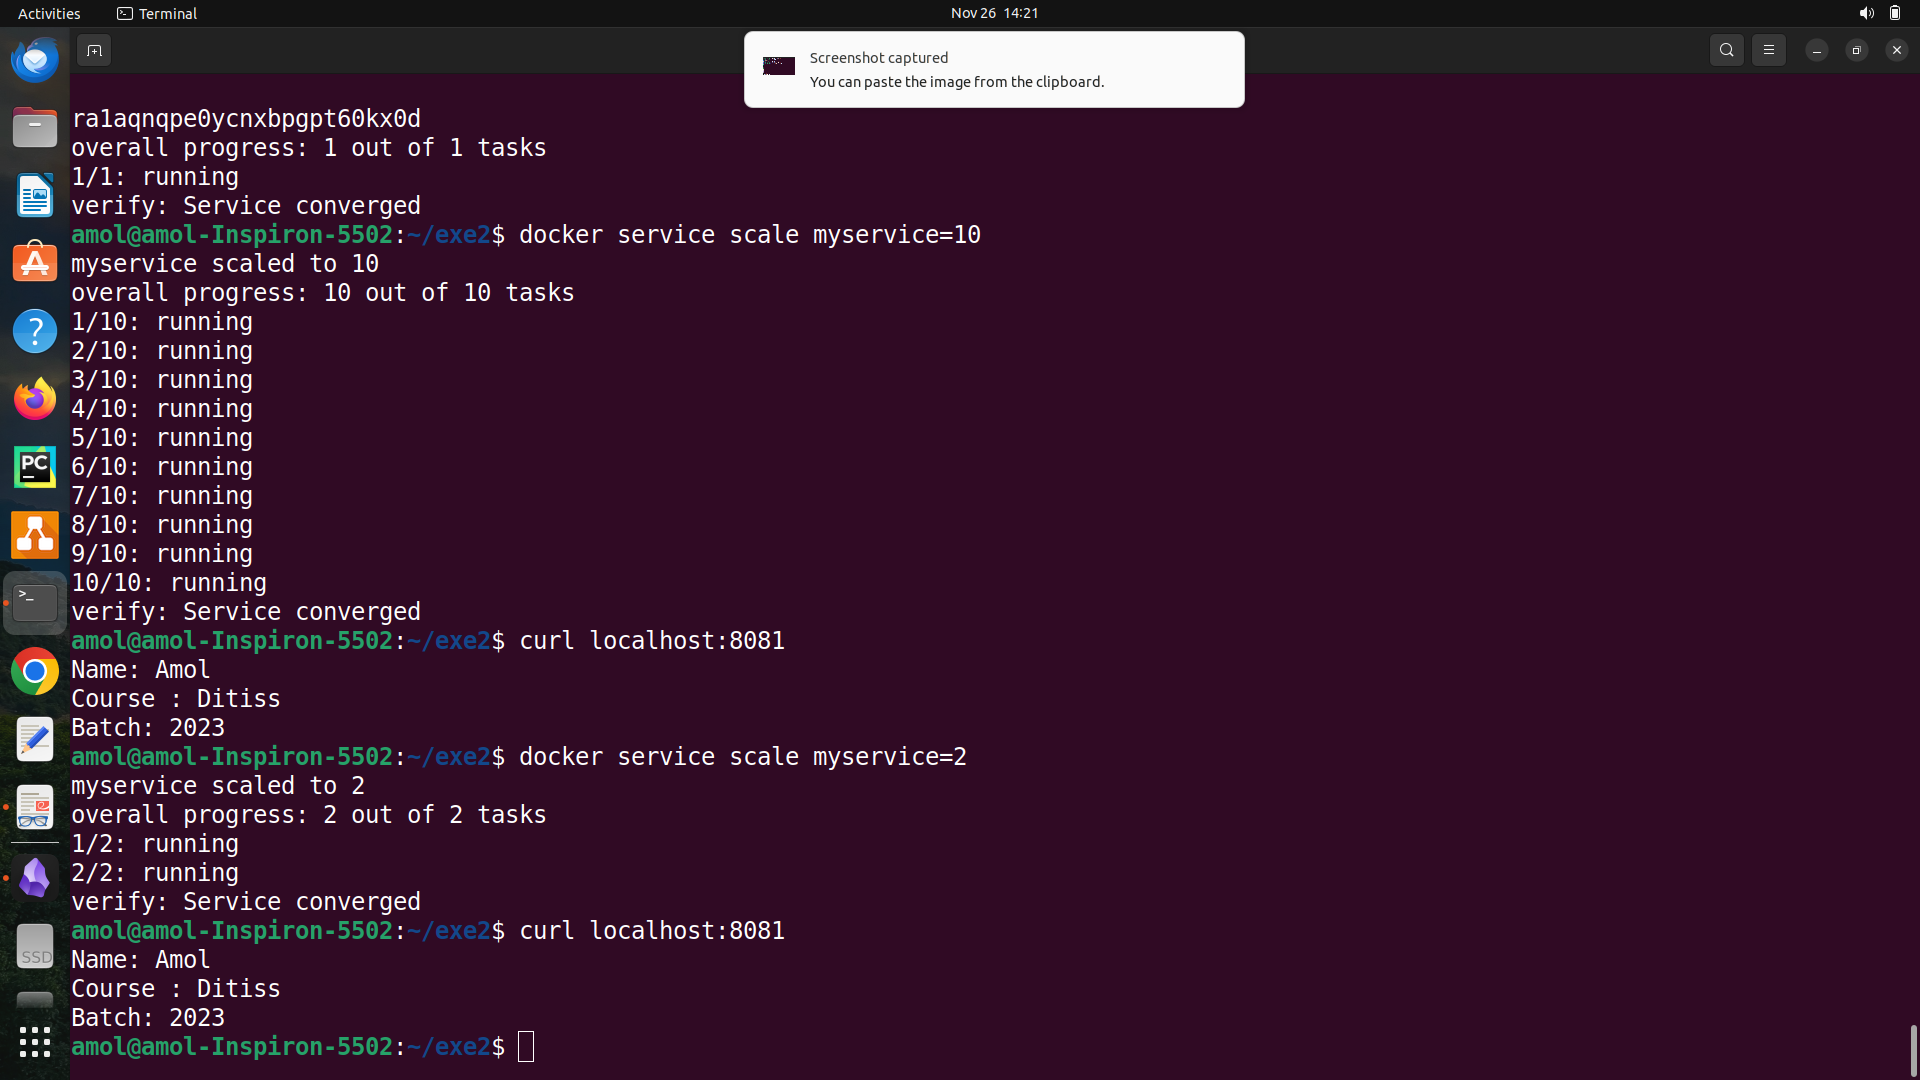 Activities
Terminal
Nov 26 14:21
Screenshot captured
You can paste the image from the clipboard.
ra1aqnqpe0ycnxbpgpt60kx0d
overall progress: 1 out of 1 tasks
1/1: running
verify: Service converged
amol@amol-Inspiron-5502:~/exe2$ docker service scale myservice=10
myservice scaled to 10
overall progress: 10 out of 10 tasks
1/10: running
2/10: running
3/10: running
4/10: running
5/10: running
6/10: running
7/10: running
8/10: running
9/10: running
10/10: running
verify: Service converged
amol@amol-Inspiron-5502:~/exe2$ curl localhost:8081
Name: Amol
Course : Ditiss
Batch: 2023
amol@amol-Inspiron-5502:~/exe2$ docker service scale myservice=2
myservice scaled to 2
overall progress: 2 out of 2 tasks
1/2: running
2/2: running
verify: Service converged
amol@amol-Inspiron-5502:~/exe2$ curl localhost:8081
Name: Amol
Course : Ditiss
Batch: 2023
amol@amol-Inspiron-5502:~/exe2$
PC
SSD